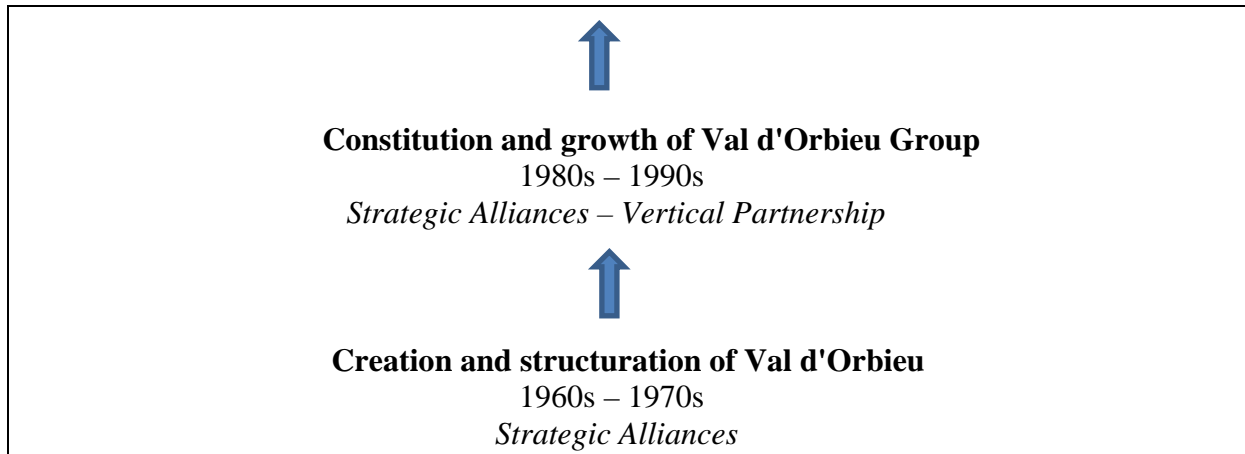 Constitution and growth of Val d'Orbieu Group
1980s – 1990s
Strategic Alliances – Vertical Partnership
Creation and structuration of Val d'Orbieu
1960s – 1970s
Strategic Alliances